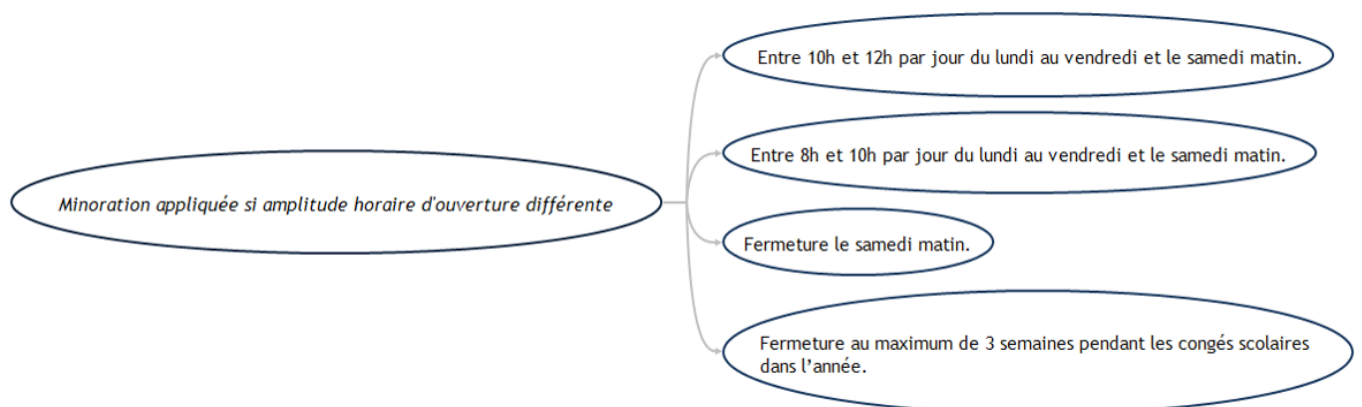 Entre 10h et 12h par jour du lundi au vendredi et le samedi matin.
Entre 8h et 10h par jour du lundi au vendredi et le samedi matin.
Minoration appliquée si amplitude horaire d'ouverture différente
Fermeture le samedi matin.
Fermeture au maximum de 3 semaines pendant les congés scolaires
dans l’année.